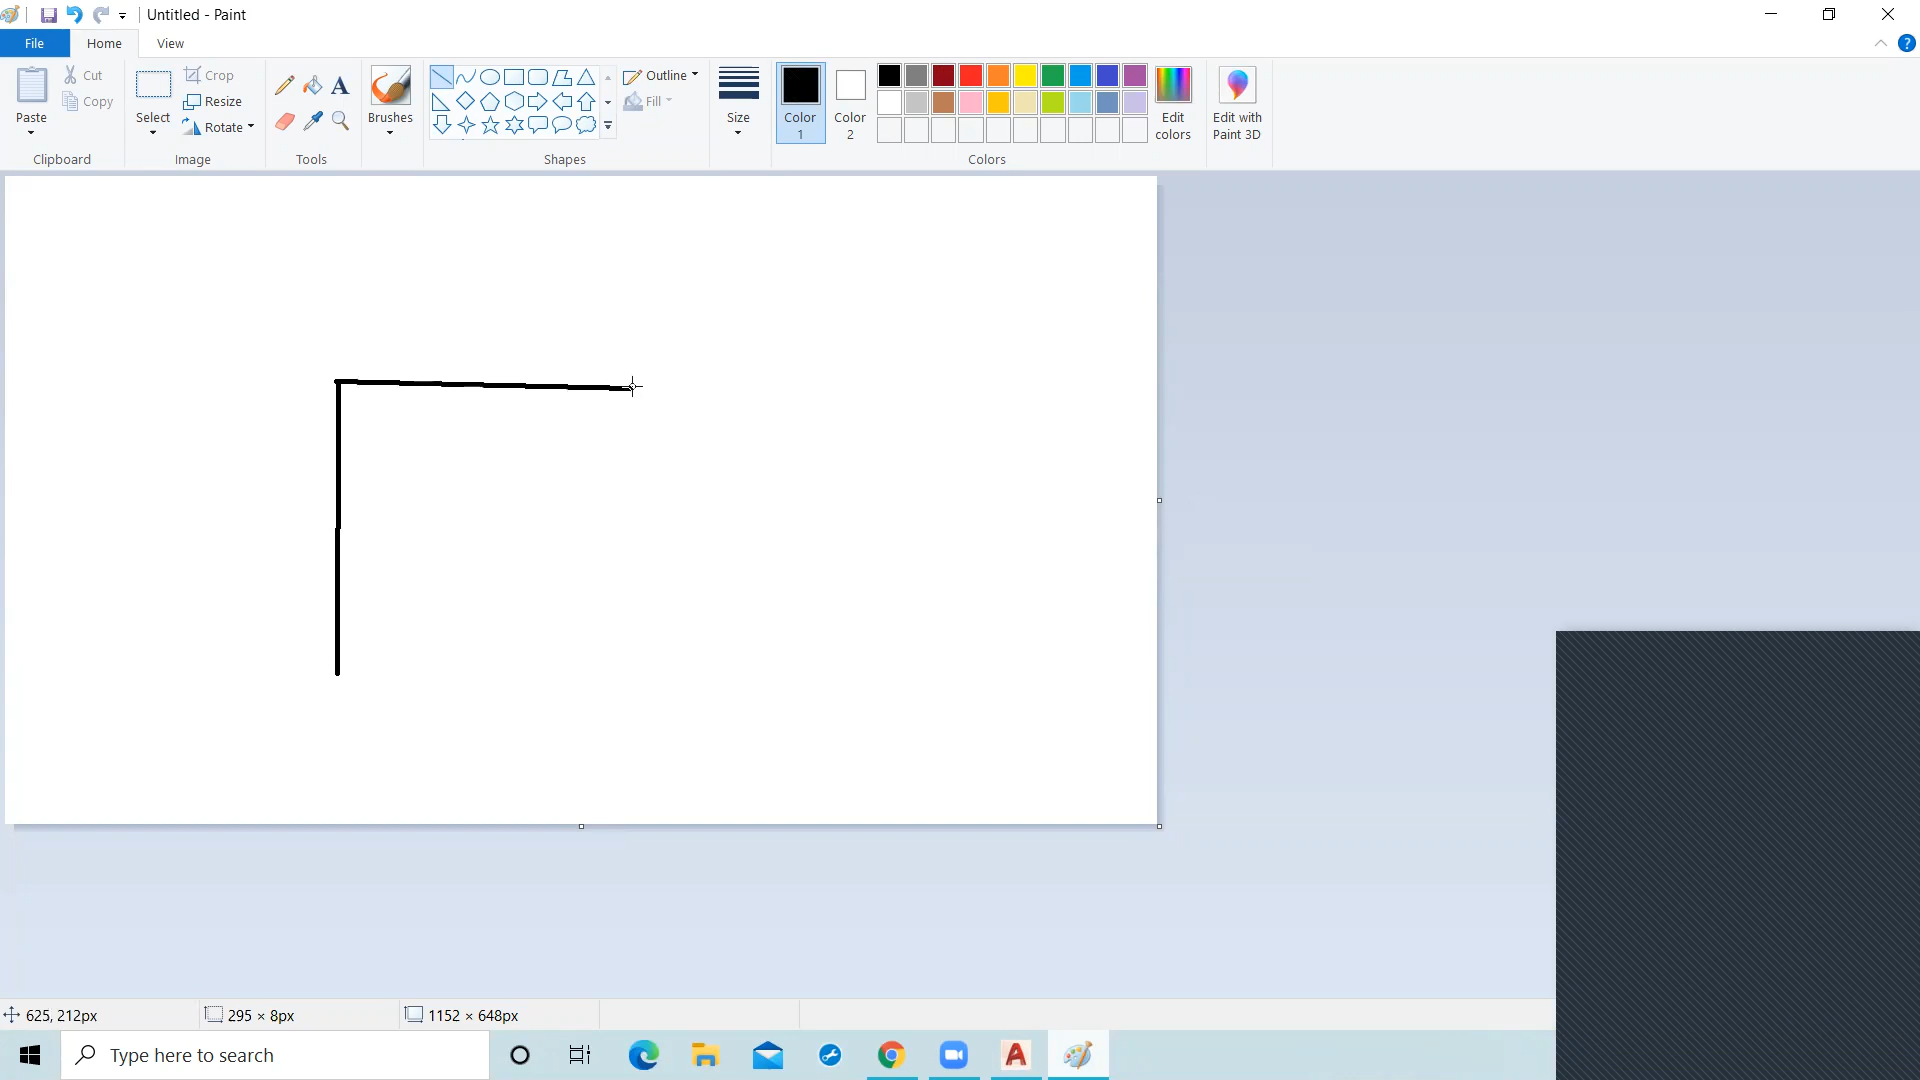 Untitled - Paint
File Home View
Paste
Cut
Copy
Clipboard
Select
Crop
Resize
Rotate
Image
A
Tools
Brushes
Outline
Fill
Shapes
Size
Color 1
Color 2
Edit colors
Colors
Edit with Paint 3D
?
625, 212px 295 × 8px 1152 × 648px
Type here to search
A